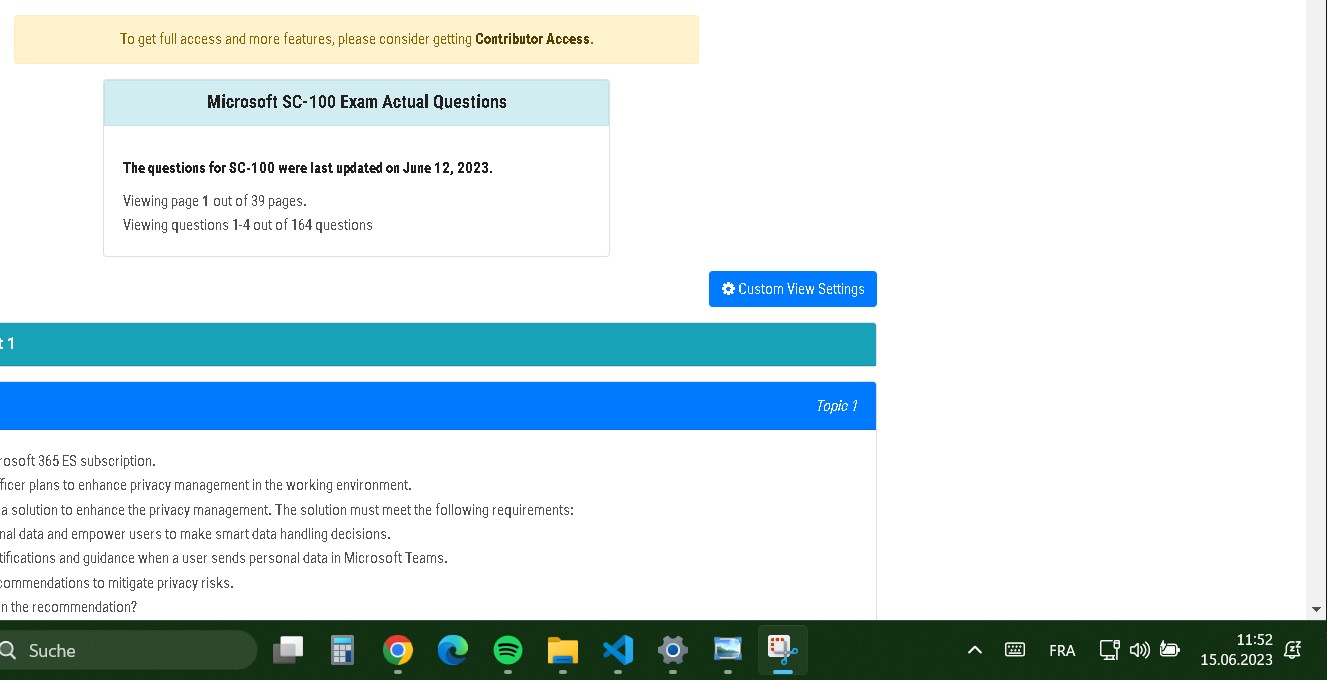 To get full access and more features, please consider getting Contributor Access.
Microsoft SC-100 Exam Actual Questions
The questions for SC-100 were last updated on June 12, 2023.
Viewing page 1 out of 39 pages.
Viewing questions 1-4 out of 164 questions
Custom View Settings
t 1
Topic 1
rosoft 365 ES subscription.
fficer plans to enhance privacy management in the working environment.
a solution to enhance the privacy management. The solution must meet the following requirements:
nal data and empower users to make smart data handling decisions.
tifications and guidance when a user sends personal data in Microsoft Teams.
commendations to mitigate privacy risks.
n the recommendation?
Suche
FRA
11:52
15.06.2023